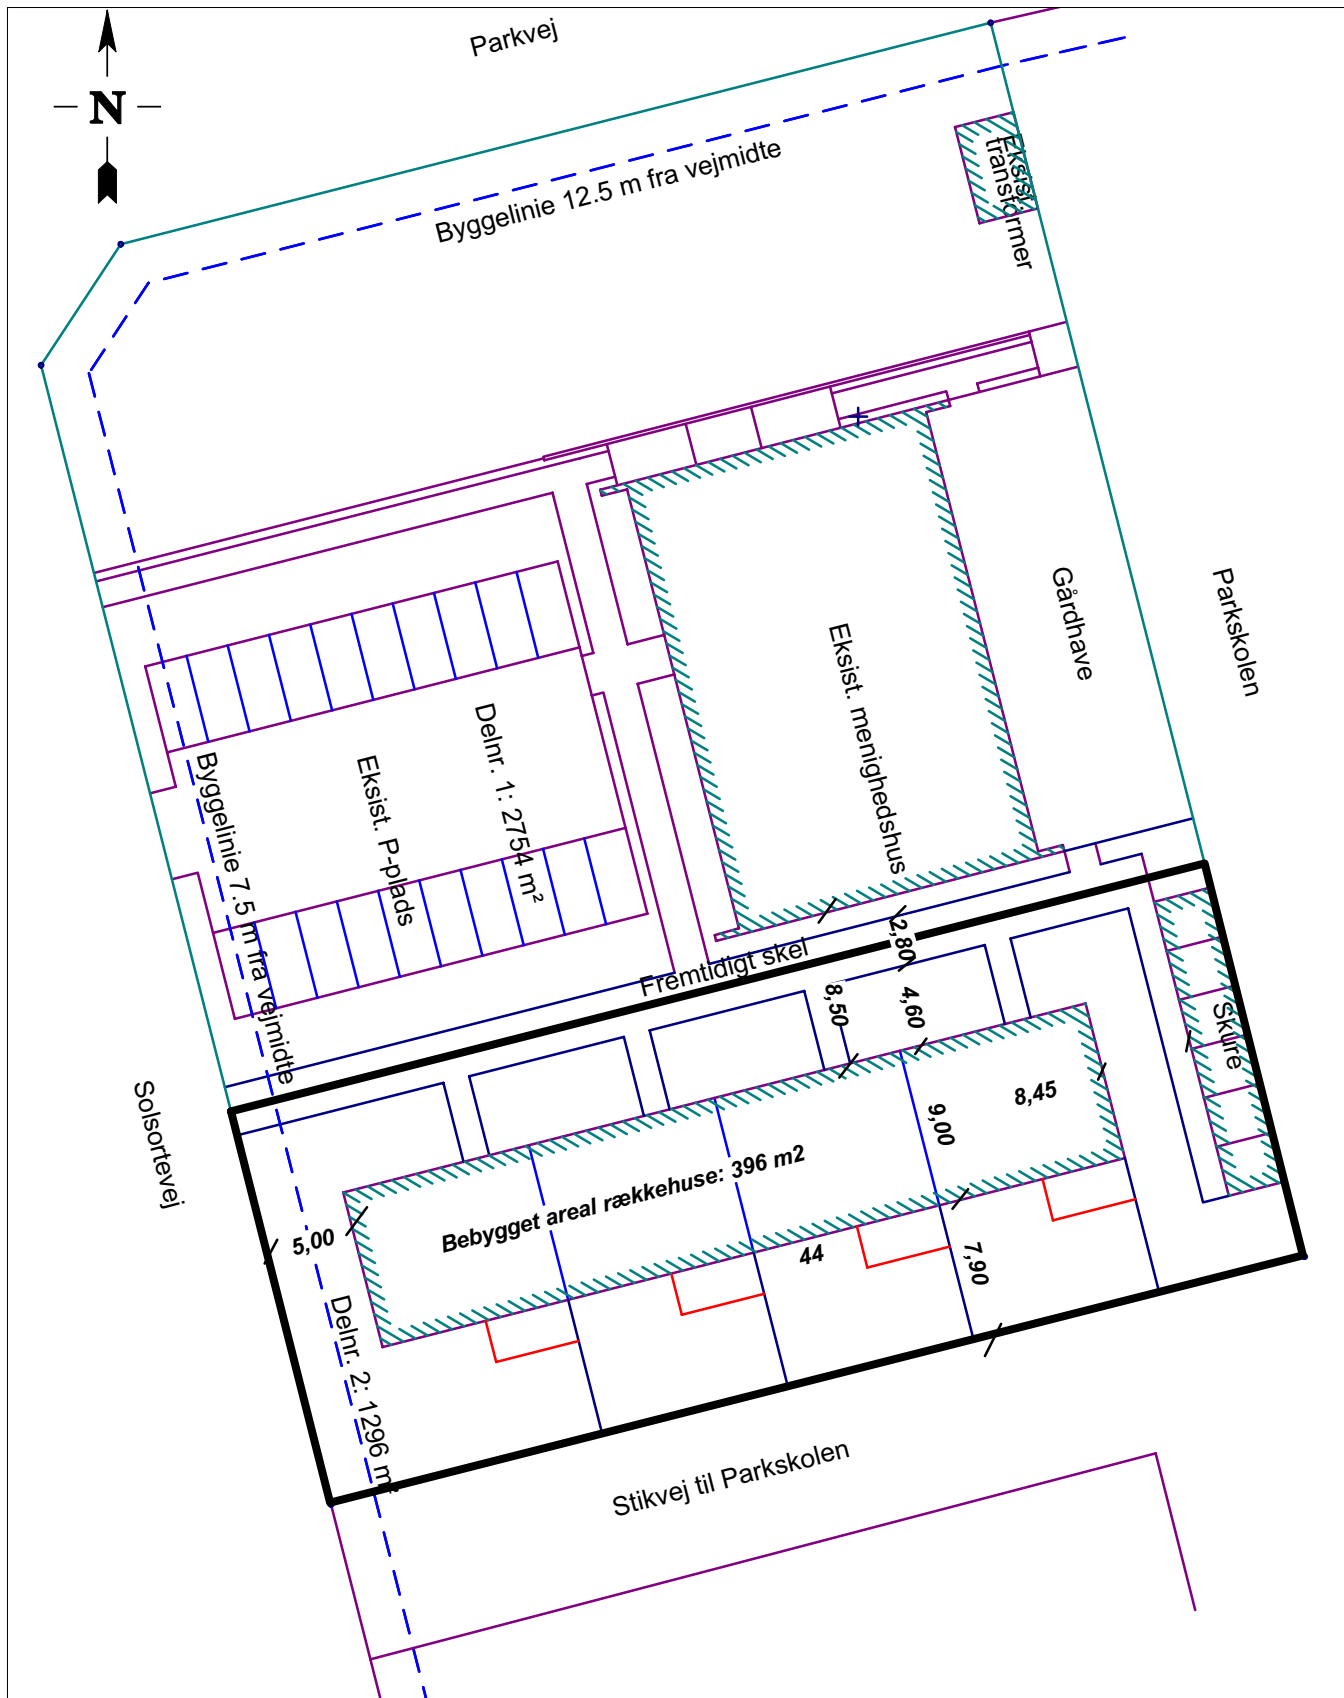 Parkvej
N
Byggelinie 12.5 m fra vejmidte
Eksist.
transformer
Gårdhave
Parkskolen
Eksist. menighedshus
Delnr. 1: 2754 m²
Eksist. P-plads
Byggelinie 7.5 m fra vejmidte
Fremtidigt skel
2,80
8,50
4,60
Skure
Solsortevej
8,45
9,00
Bebygget areal rækkehuse: 396 m2
5,00
44
7,90
Delnr. 2: 1296 m²
Stikvej til Parkskolen